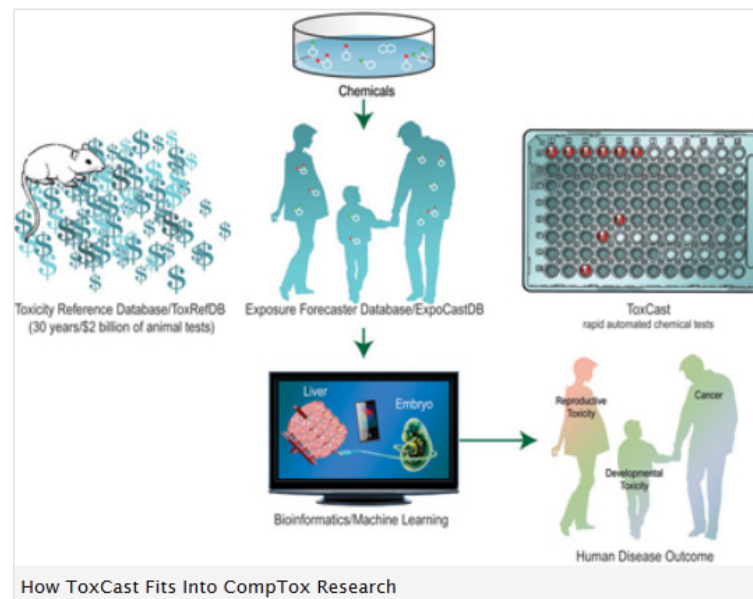 Chemicals
Toxicity Reference Database/ToxRefDB
(30 years/$2 billion of animal tests)
Exposure Forecaster Database/ExpoCastDB
ToxCast
rapid automated chemical tests
Liver
Embryo
Bioinformatics/Machine Learning
Reproductive
Toxicity
Cancer
Developmental
Toxicity
Human Disease Outcome
How ToxCast Fits Into CompTox Research